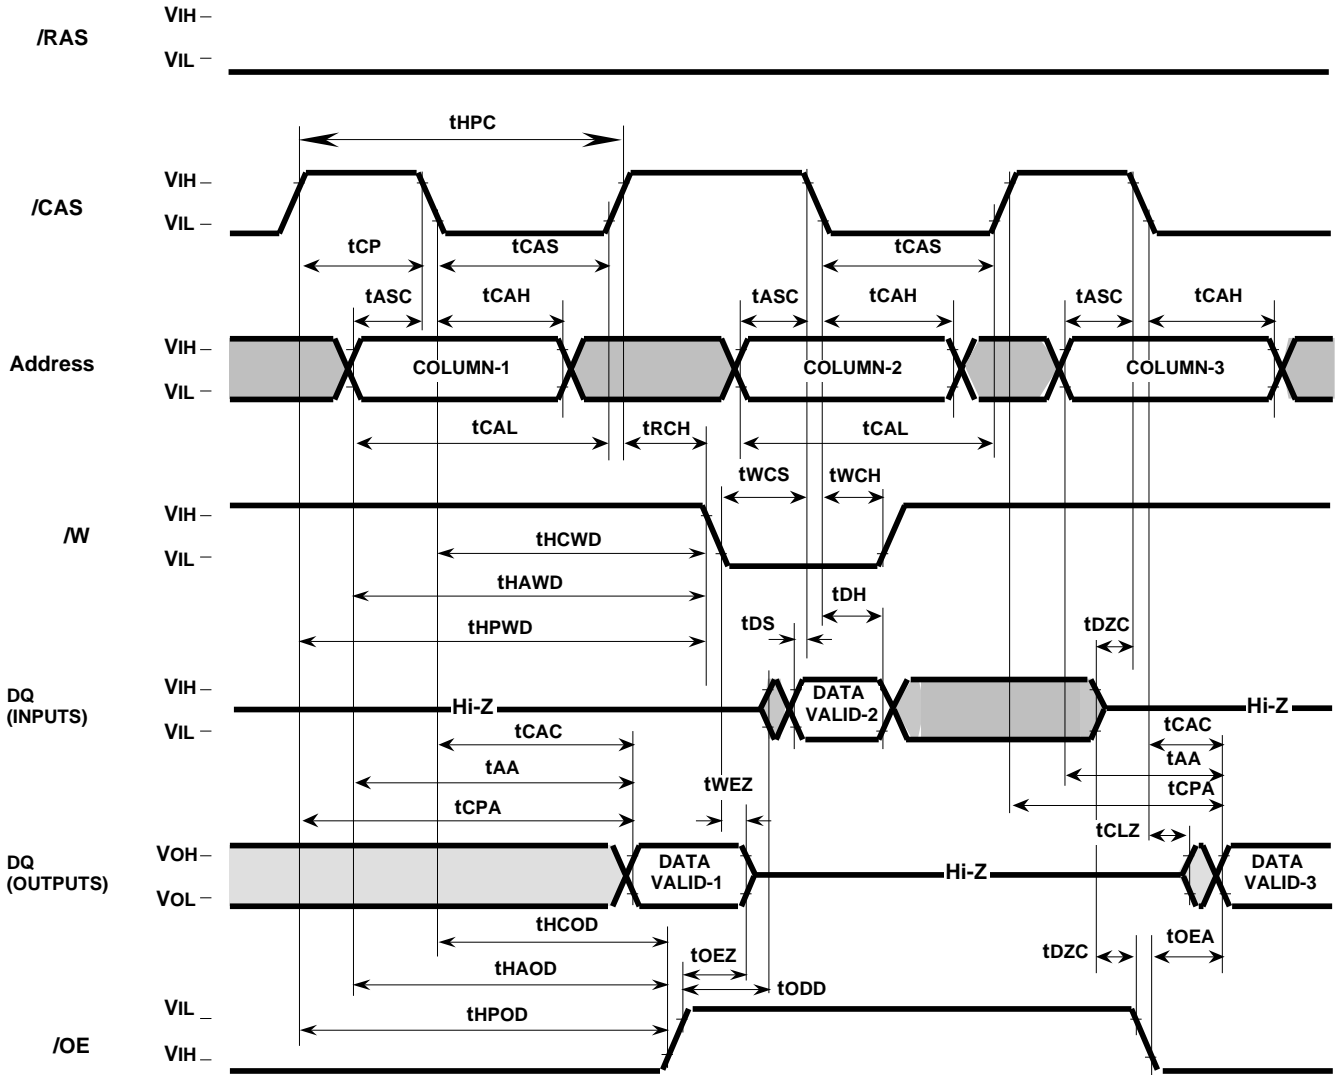 VIH
/RAS
VIL
tHPC
VIH
/CAS
VIL
tCP
tCAS
tCAS
tASC
tCAH
tASC
tCAH
tASC
tCAH
VIH
Address
COLUMN-1
COLUMN-2
COLUMN-3
VIL
tCAL
tRCH
tCAL
tWCS
tWCH
VIH
/W
tHCWD
VIL
tHAWD
tDH
tHPWD
tDS
tDZC
VIH
DQ
(INPUTS)
Hi-Z
DATA
VALID-2
Hi-Z
VIL
tCAC
tCAC
tAA
tAA
tWEZ
tCPA
tCPA
tCLZ
VOH
DQ
(OUTPUTS)
DATA
VALID-1
Hi-Z
DATA
VALID-3
VOL
tHCOD
tOEZ
tDZC
tOEA
tHAOD
tODD
VIL
tHPOD
/OE
VIH